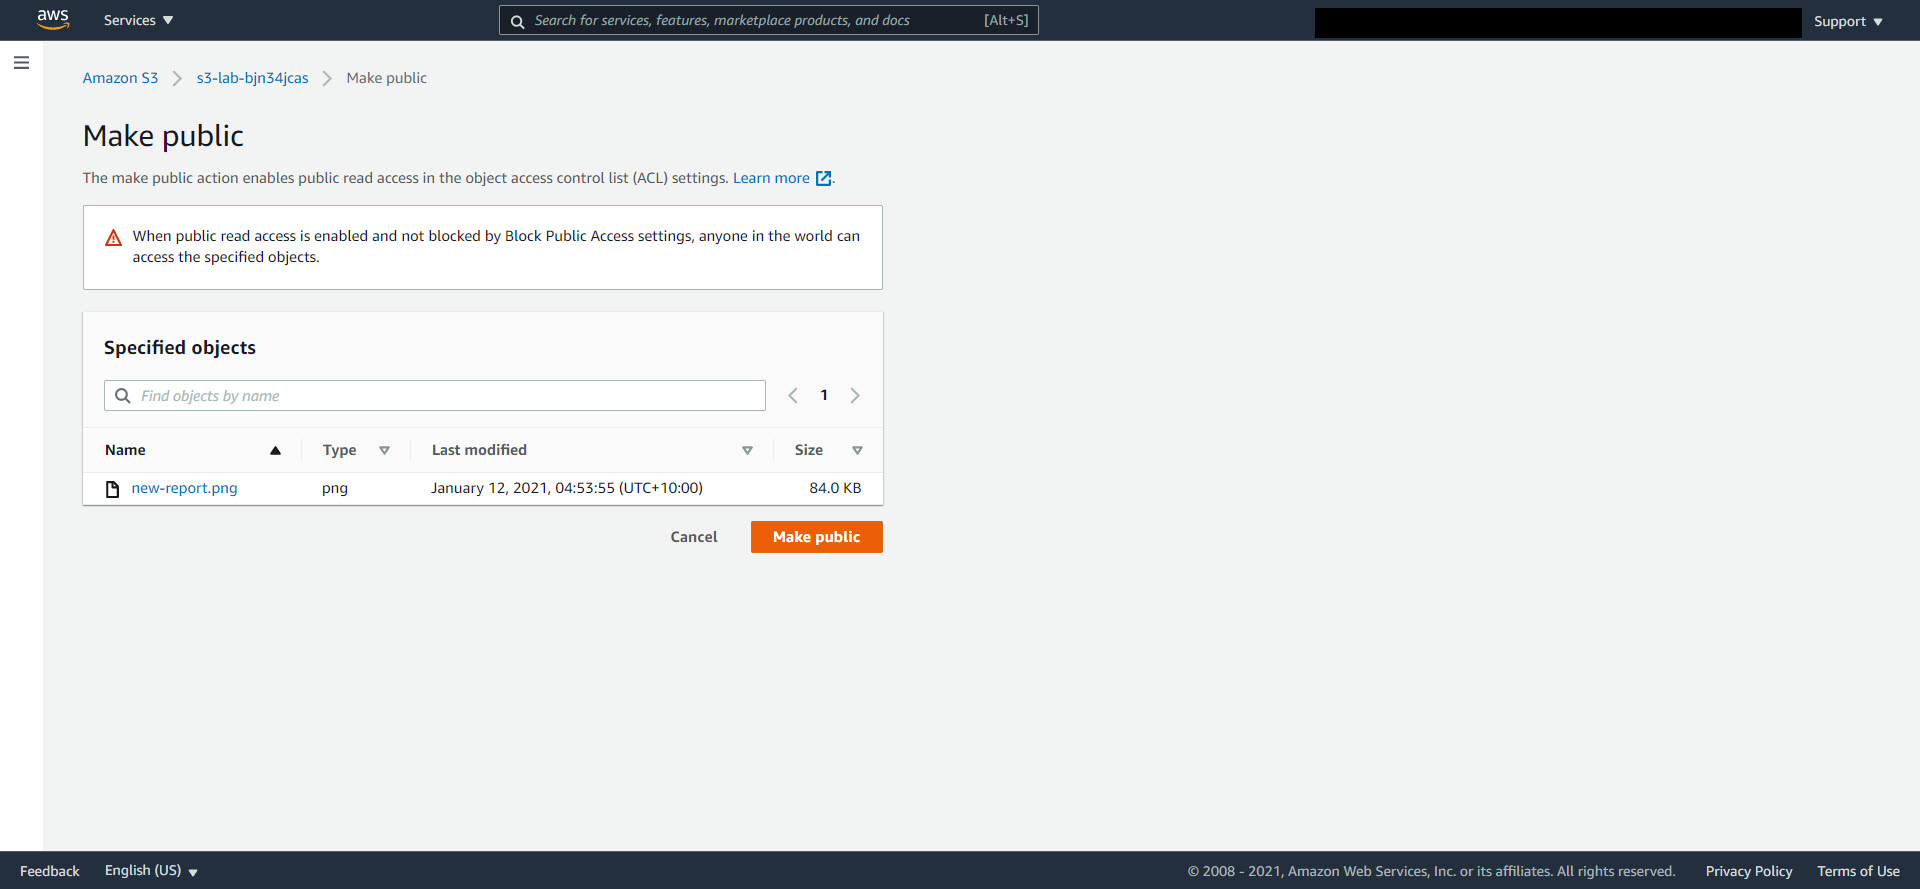 aws Services Search for services, features, marketplace products, and docs [Alt+S] Support
Amazon S3 s3-lab-bjn34jcas Make public
Make public
The make public action enables public read access in the object access control list (ACL) settings. Learn more .
When public read access is enabled and not blocked by Block Public Access settings, anyone in the world can
access the specified objects.
Specified objects
Find objects by name 1
Name Type Last modified Size
new-report.png png January 12, 2021, 04:53:55 (UTC+10:00) 84.0 KB
Cancel Make public
Feedback English (US) © 2008 - 2021, Amazon Web Services, Inc. or its affiliates. All rights reserved. Privacy Policy Terms of Use